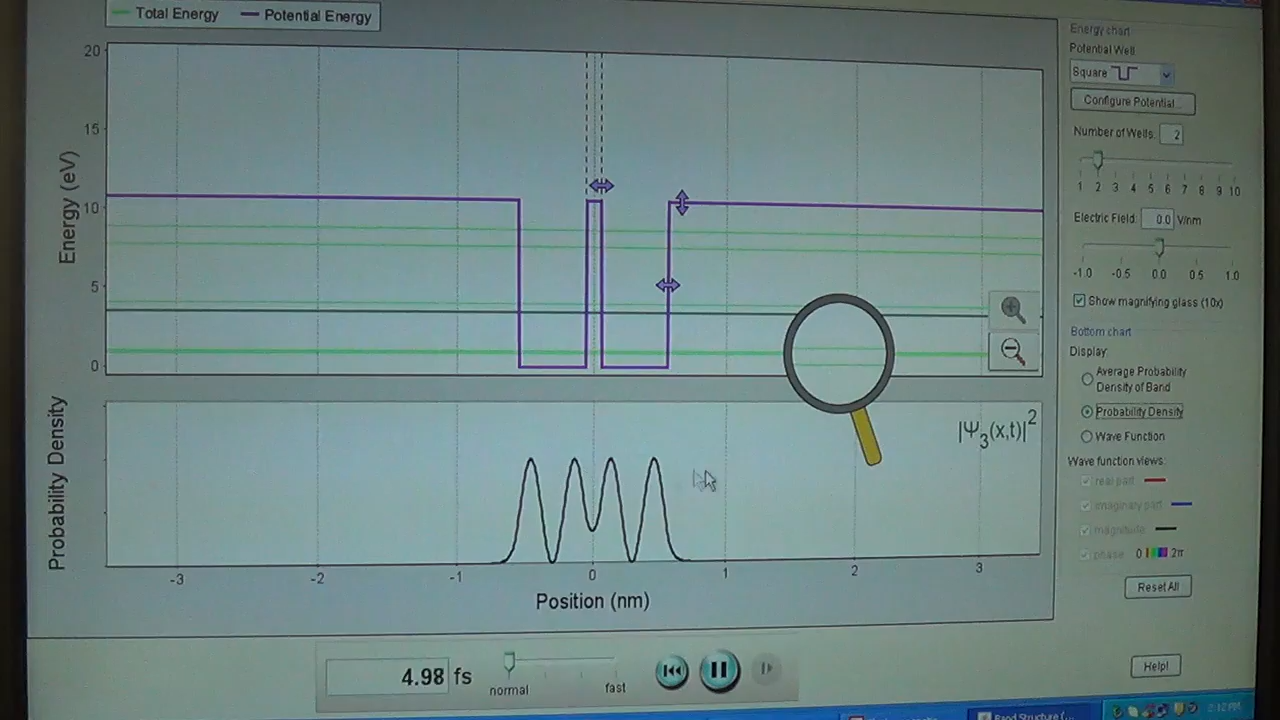 Total Energy
Potential Energy
Energy (eV)
20
15
10
5
0
Probability Density
|Ψ3(x,t)|2
-3
-2
-1
0
1
2
3
Position (nm)
4.98 fs
normal
fast
Energy chart
Potential Well:
Square
Configure Potential...
Number of Wells: 2
1 2 3 4 5 6 7 8 9 10
Electric Field: 0.0 V/nm
-1.0 -0.5 0.0 0.5 1.0
Show magnifying glass (10x)
Bottom chart
Display:
Average Probability
Density of Band
Probability Density
Wave Function
Wave function views:
real part
imaginary part
magnitude
phase 0 2π
Reset All
Help!
Band Structure (...
2:12 PM